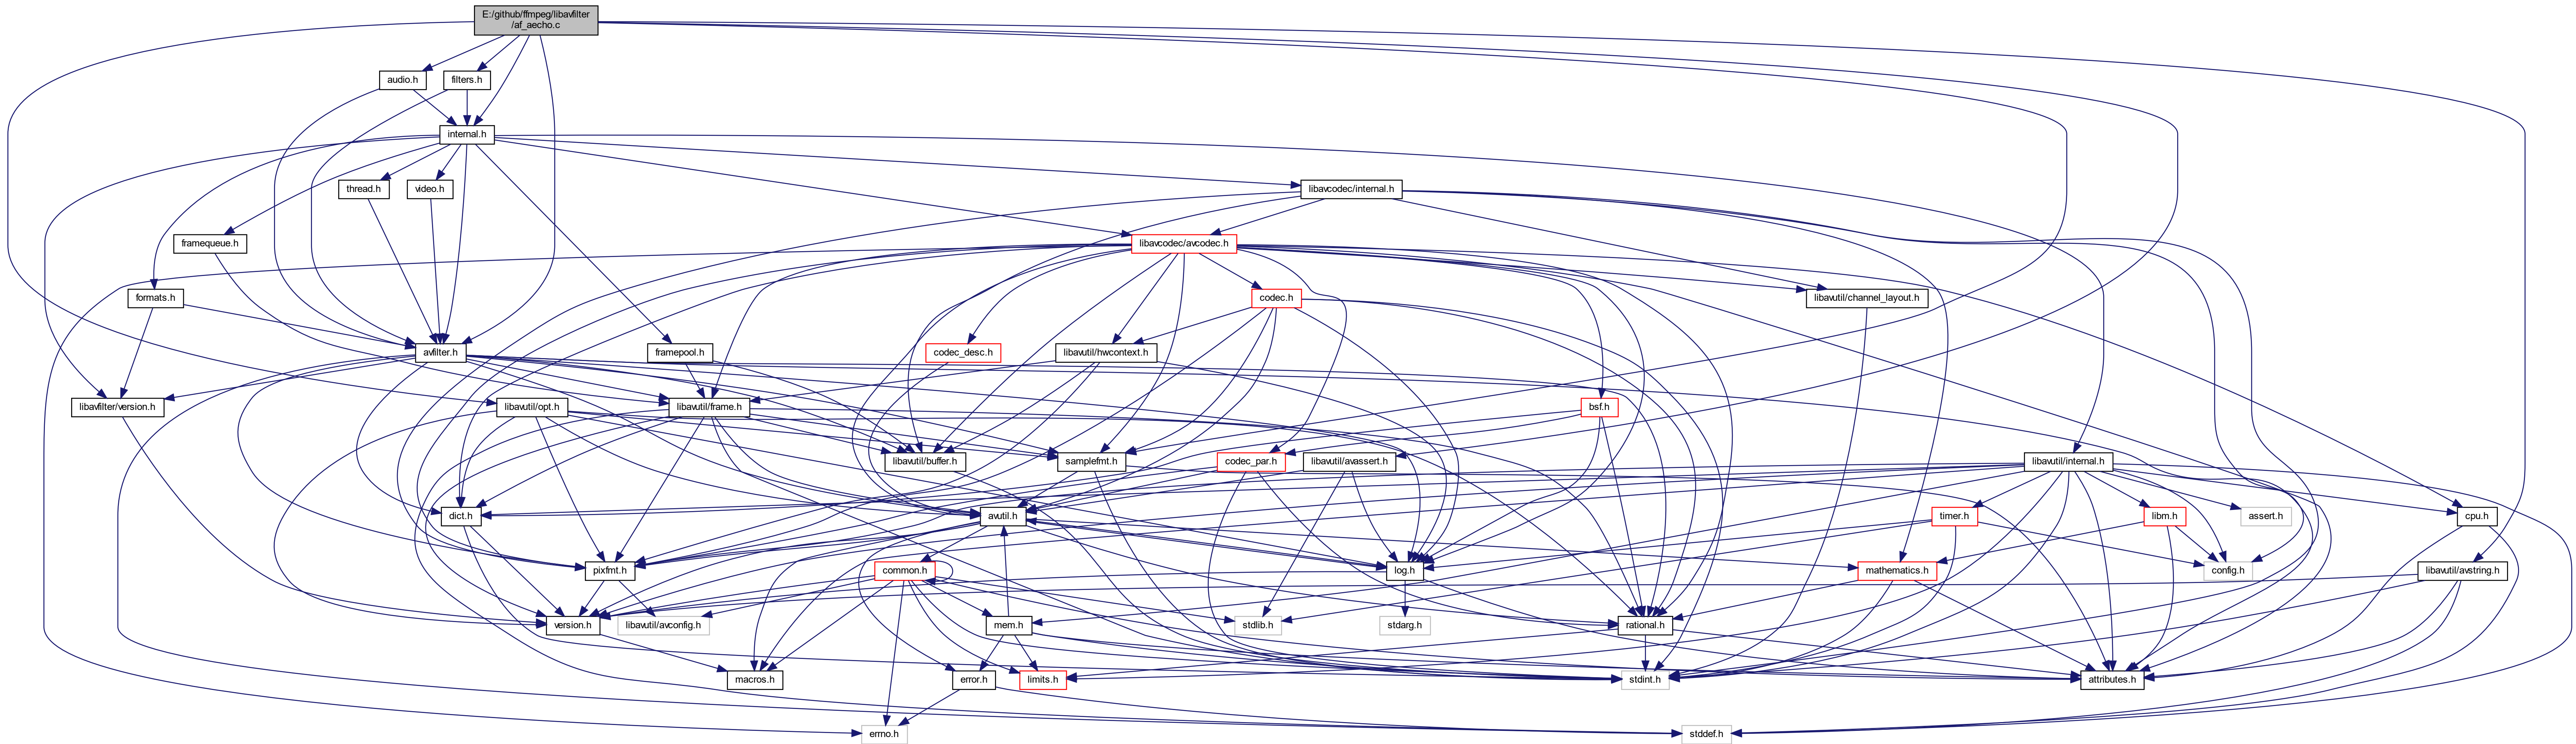 E:/github/ffmpeg/libavfilter
/af_aecho.c
audio.h
filters.h
internal.h
thread.h
video.h
libavcodec/internal.h
framequeue.h
libavcodec/avcodec.h
formats.h
codec.h
libavutil/channel_layout.h
avfilter.h
framepool.h
codec_desc.h
libavutil/hwcontext.h
libavfilter/version.h
libavutil/opt.h
libavutil/frame.h
bsf.h
libavutil/buffer.h
samplefmt.h
codec_par.h
libavutil/avassert.h
libavutil/internal.h
dict.h
avutil.h
timer.h
libm.h
assert.h
cpu.h
pixfmt.h
common.h
log.h
mathematics.h
config.h
libavutil/avstring.h
version.h
libavutil/avconfig.h
mem.h
stdlib.h
stdarg.h
rational.h
macros.h
error.h
limits.h
stdint.h
attributes.h
errno.h
stddef.h